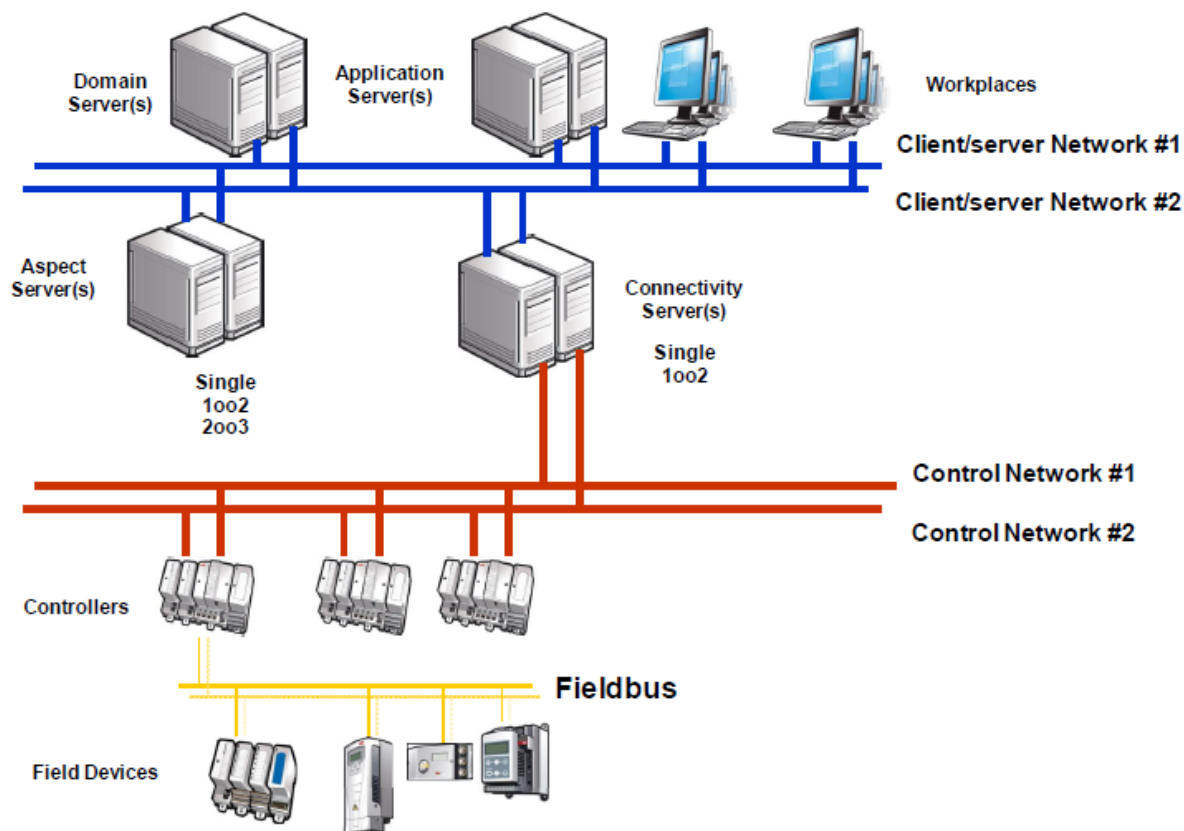 Domain
Server(s)
Application
Server(s)
Workplaces
Client/server Network #1
Client/server Network #2
Aspect
Server(s)
Single
1oo2
2oo3
Connectivity
Server(s)
Single
1oo2
Control Network #1
Control Network #2
Controllers
Fieldbus
Field Devices